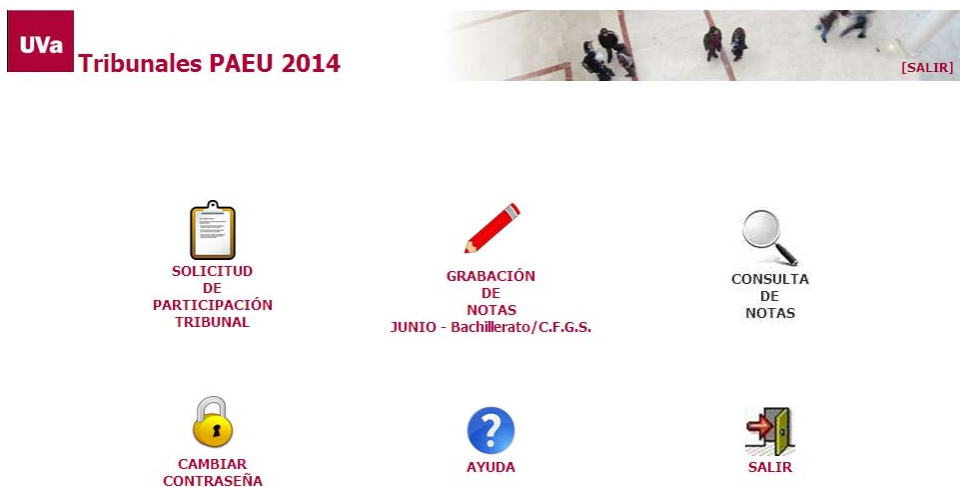 UVa
Tribunales PAEU 2014
[SALIR]
SOLICITUD
DE
PARTICIPACIÓN
TRIBUNAL
GRABACIÓN
DE
NOTAS
JUNIO - Bachillerato/C.F.G.S.
CONSULTA
DE
NOTAS
CAMBIAR
CONTRASEÑA
AYUDA
SALIR